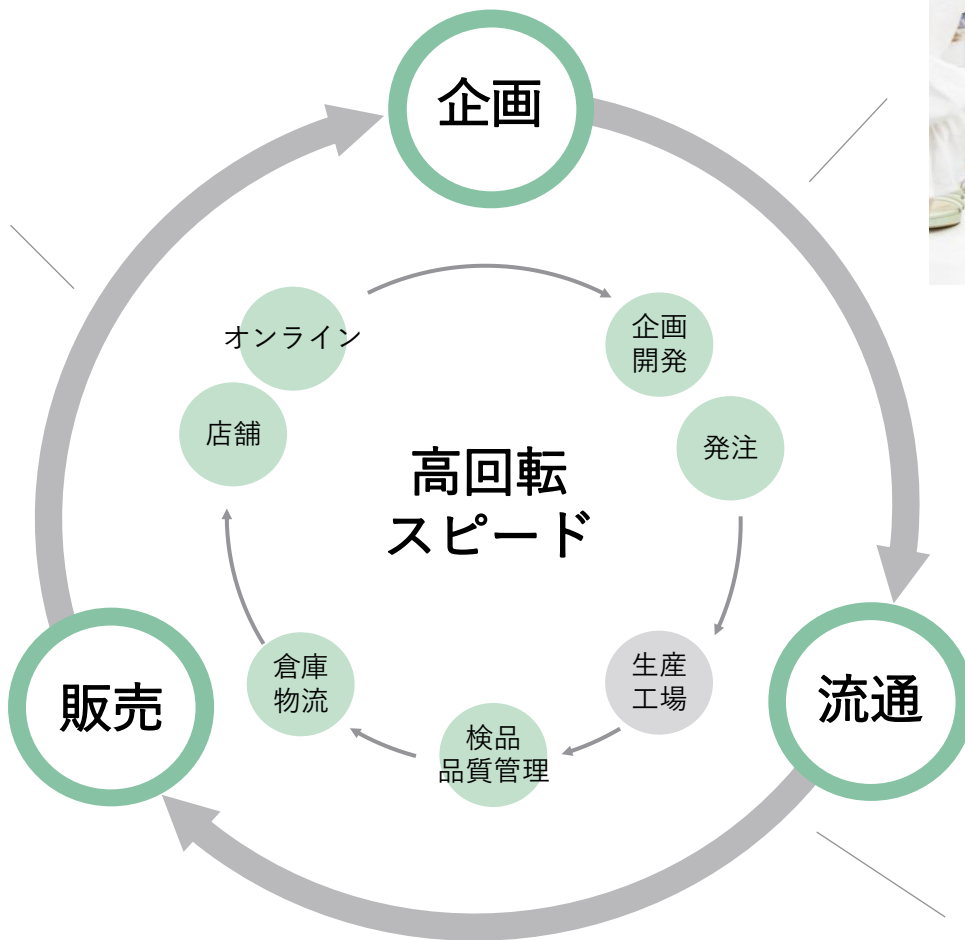 企画
オンライン
企画
開発
店舗
発注
高回転
スピード
生産
工場
倉庫
物流
流通
販売
検品
品質管理